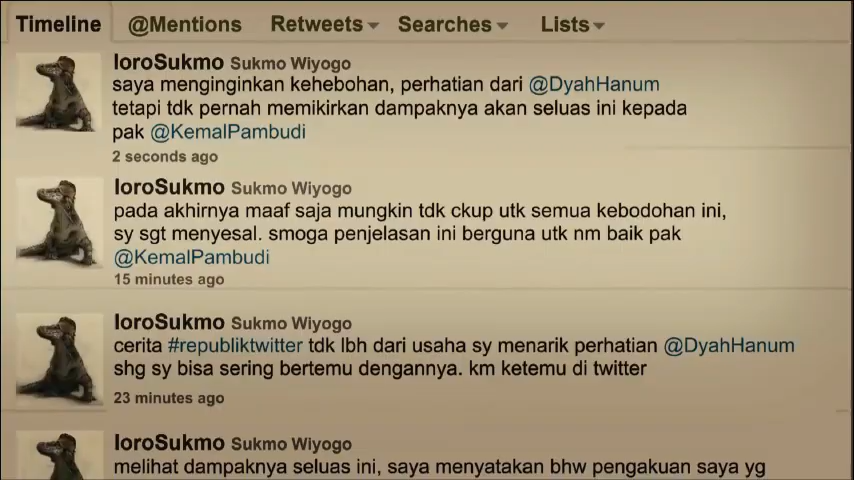 Timeline @Mentions Retweets Searches Lists
loroSukmo Sukmo Wiyogo
saya menginginkan kehebohan, perhatian dari @DyahHanum
tetapi tdk pernah memikirkan dampaknya akan seluas ini kepada
pak @KemalPambudi
2 seconds ago
loroSukmo Sukmo Wiyogo
pada akhirnya maaf saja mungkin tdk ckup utk semua kebodohan ini,
sy sgt menyesal. smoga penjelasan ini berguna utk nm baik pak
@KemalPambudi
15 minutes ago
loroSukmo Sukmo Wiyogo
cerita #republiktwitter tdk lbh dari usaha sy menarik perhatian @DyahHanum
shg sy bisa sering bertemu dengannya. km ketemu di twitter
23 minutes ago
loroSukmo Sukmo Wiyogo
melihat dampaknya seluas ini, saya menyatakan bhw pengakuan saya yg